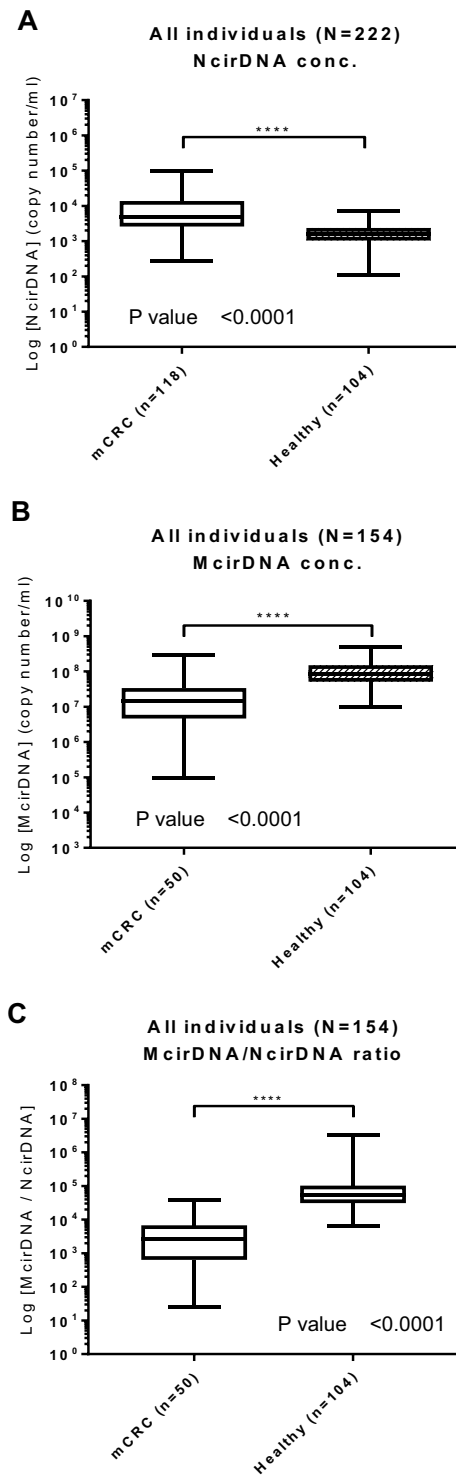 A
All individuals (N=222)
NcirDNA conc.
Log [NcirDNA] (copy number/ml)
10⁷
10⁶
10⁵
10⁴
10³
10²
10¹
10⁰
****
P value <0.0001
mCRC (n=118)
Healthy (n=104)
B
All individuals (N=154)
McirDNA conc.
Log [McirDNA] (copy number/ml)
10¹⁰
10⁹
10⁸
10⁷
10⁶
10⁵
10⁴
10³
****
P value <0.0001
mCRC (n=50)
Healthy (n=104)
C
All individuals (N=154)
McirDNA/NcirDNA ratio
Log [McirDNA / NcirDNA]
10⁸
10⁷
10⁶
10⁵
10⁴
10³
10²
10¹
10⁰
****
P value <0.0001
mCRC (n=50)
Healthy (n=104)